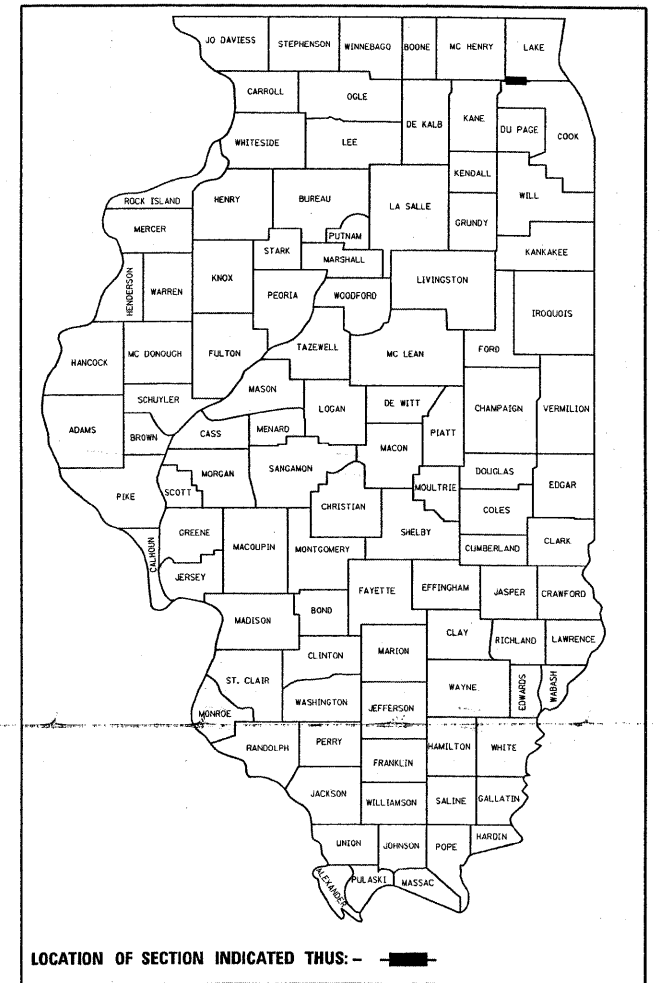 JO DAVIESS
STEPHENSON
WINNEBAGO
BOONE
MC HENRY
LAKE
CARROLL
OGLE
DE KALB
KANE
DU PAGE
COOK
WHITESIDE
LEE
KENDALL
WILL
ROCK ISLAND
HENRY
BUREAU
LA SALLE
GRUNDY
MERCER
PUTNAM
STARK
MARSHALL
KANKAKEE
HENDERSON
WARREN
KNOX
PEORIA
WOODFORD
LIVINGSTON
IROQUOIS
HANCOCK
MC DONOUGH
FULTON
TAZEWELL
MC LEAN
FORD
MASON
SCHUYLER
LOGAN
DE WITT
CHAMPAIGN
VERMILION
ADAMS
BROWN
CASS
MENARD
MACON
PIATT
MORGAN
SANGAMON
DOUGLAS
EDGAR
PIKE
SCOTT
CHRISTIAN
MOULTRIE
COLES
GREENE
MACOUPIN
MONTGOMERY
SHELBY
CUMBERLAND
CLARK
CALHOUN
JERSEY
FAYETTE
EFFINGHAM
JASPER
CRAWFORD
MADISON
BOND
CLINTON
MARION
CLAY
RICHLAND
LAWRENCE
ST. CLAIR
WASHINGTON
JEFFERSON
WAYNE
EDWARDS
WABASH
MONROE
RANDOLPH
PERRY
FRANKLIN
HAMILTON
WHITE
JACKSON
WILLIAMSON
SALINE
GALLATIN
UNION
JOHNSON
POPE
HARDIN
ALEXANDER
PULASKI
MASSAC
LOCATION OF SECTION INDICATED THUS: -